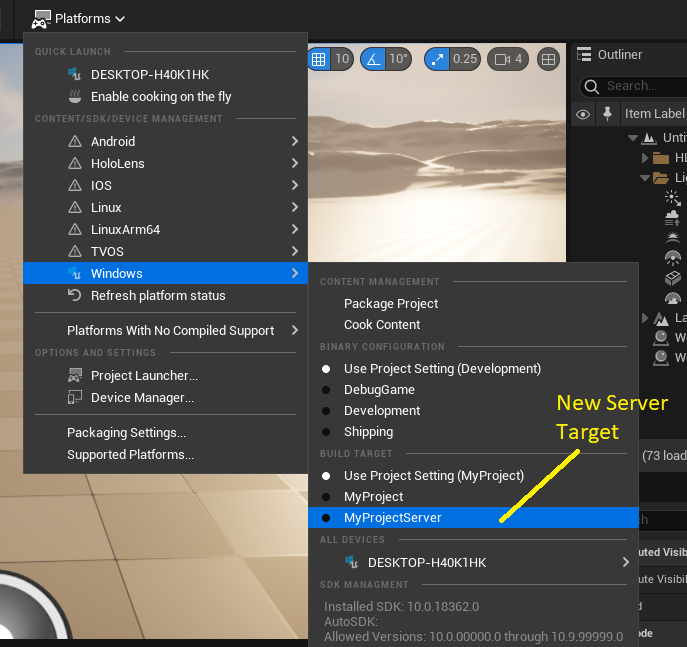 Platforms
QUICK LAUNCH
DESKTOP-H40K1HK
Enable cooking on the fly
CONTENT/SDK/DEVICE MANAGEMENT
Android
HoloLens
IOS
Linux
LinuxArm64
TVOS
Windows
Refresh platform status
Platforms With No Compiled Support
OPTIONS AND SETTINGS
Project Launcher...
Device Manager...
Packaging Settings...
Supported Platforms...
10
10°
0.25
4
CONTENT MANAGEMENT
Package Project
Cook Content
BINARY CONFIGURATION
Use Project Setting (Development)
DebugGame
Development
Shipping
BUILD TARGET
Use Project Setting (MyProject)
MyProject
MyProjectServer
ALL DEVICES
DESKTOP-H40K1HK
SDK MANAGMENT
Installed SDK: 10.0.18362.0
AutoSDK:
Allowed Versions: 10.0.00000.0 through 10.9.99999.0
New Server
Target
Outliner
Search...
Item Label
Unti
HL
Li
La
W
W
(73 load
ch
uted Visib
ute Visibil
d
ode